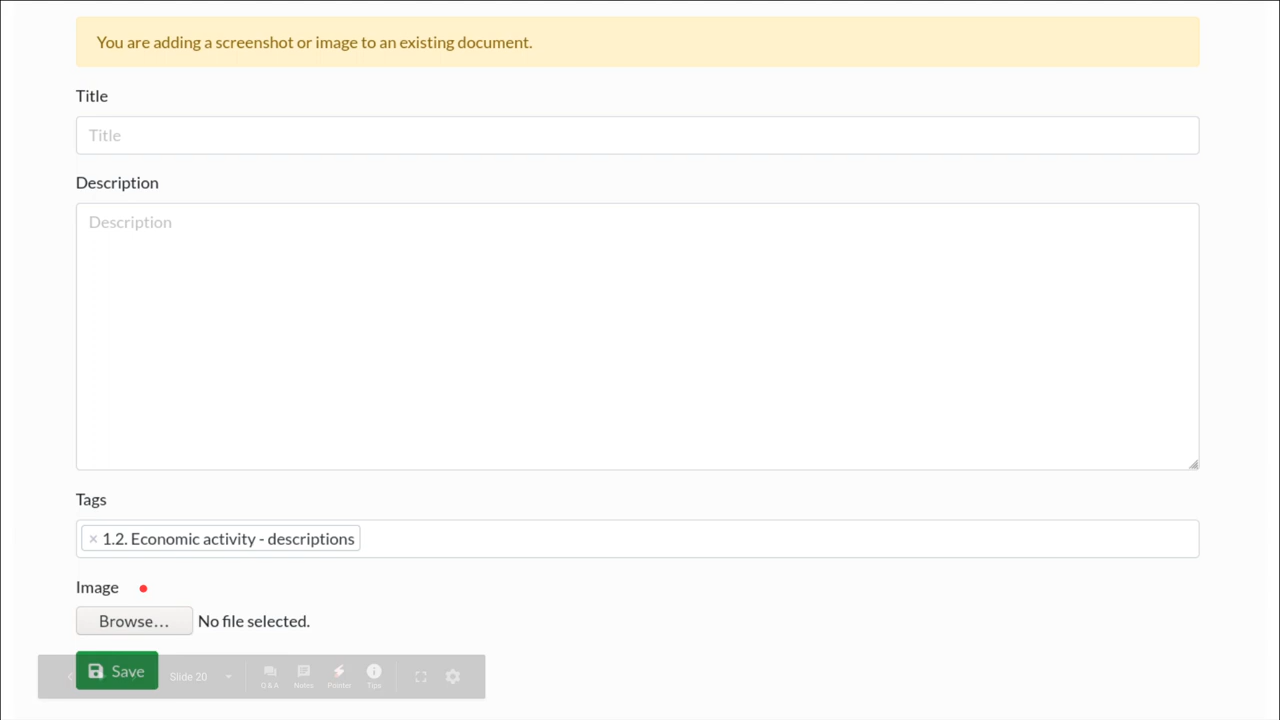 You are adding a screenshot or image to an existing document.
Title
Title
Description
Description
Tags
× 1.2. Economic activity - descriptions
Image
Browse... No file selected.
Save
Slide 20
Q & A Notes Pointer Tips